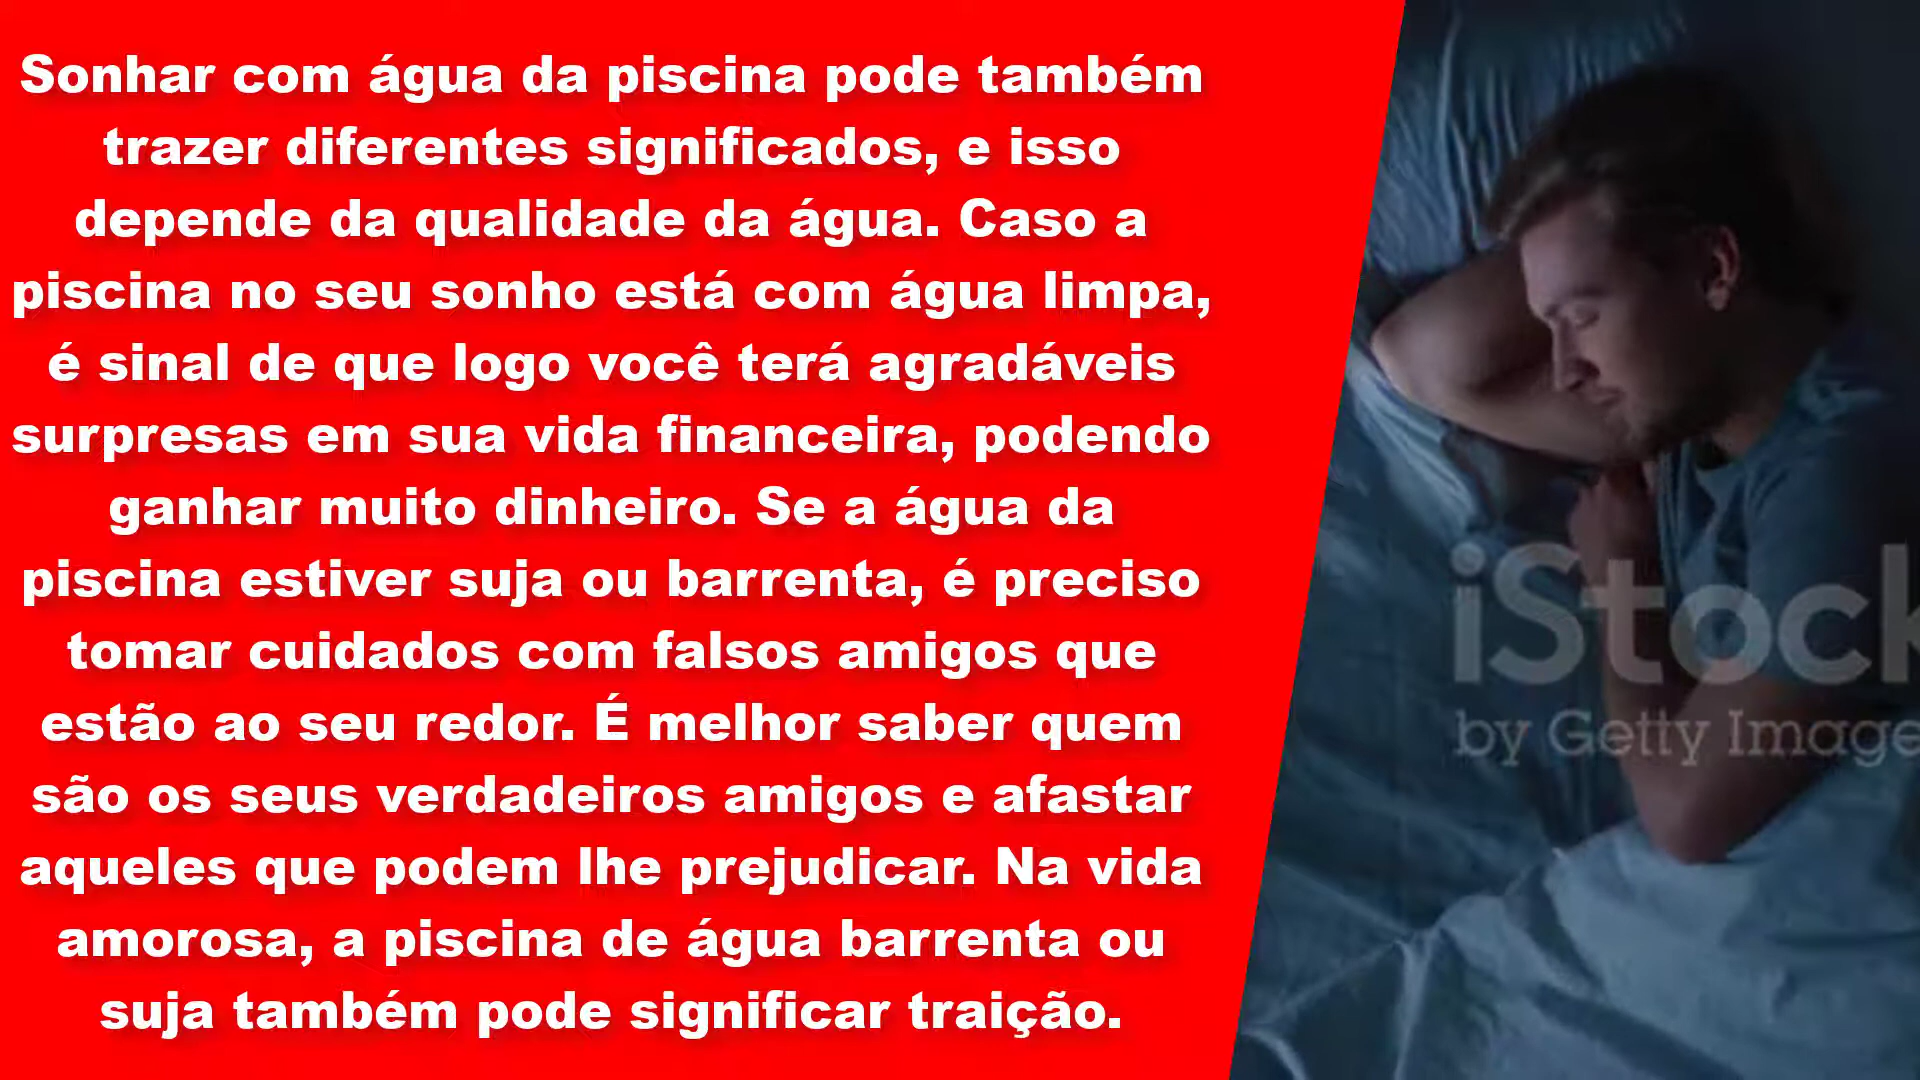 Sonhar com água da piscina pode também
trazer diferentes significados, e isso
depende da qualidade da água. Caso a
piscina no seu sonho está com água limpa,
é sinal de que logo você terá agradáveis
surpresas em sua vida financeira, podendo
ganhar muito dinheiro. Se a água da
piscina estiver suja ou barrenta, é preciso
tomar cuidados com falsos amigos que
estão ao seu redor. É melhor saber quem
são os seus verdadeiros amigos e afastar
aqueles que podem lhe prejudicar. Na vida
amorosa, a piscina de água barrenta ou
suja também pode significar traição.
iStock
by Getty Image